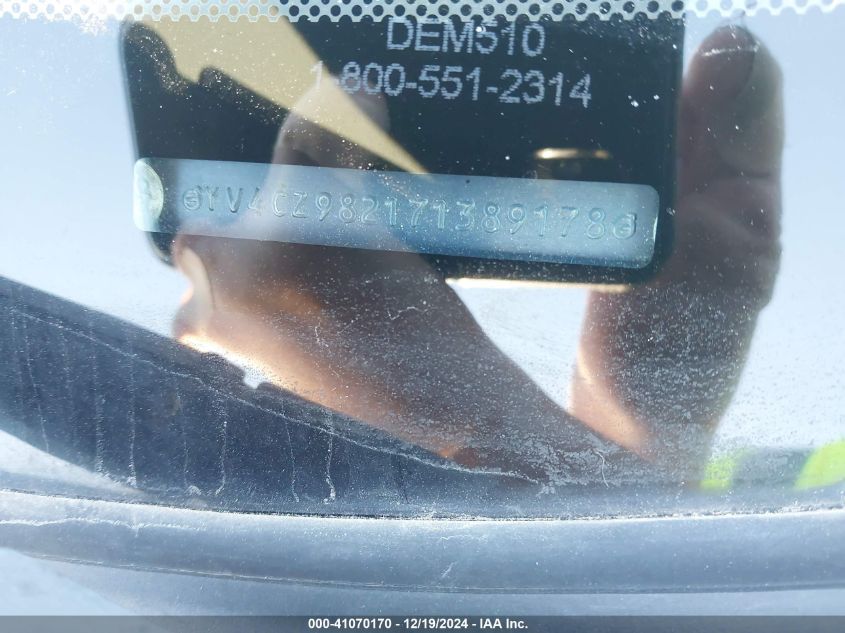 DEM510
1-800-551-2314
YV4CZ982171389178
000-41070170 • 12/19/2024 • IAA Inc.